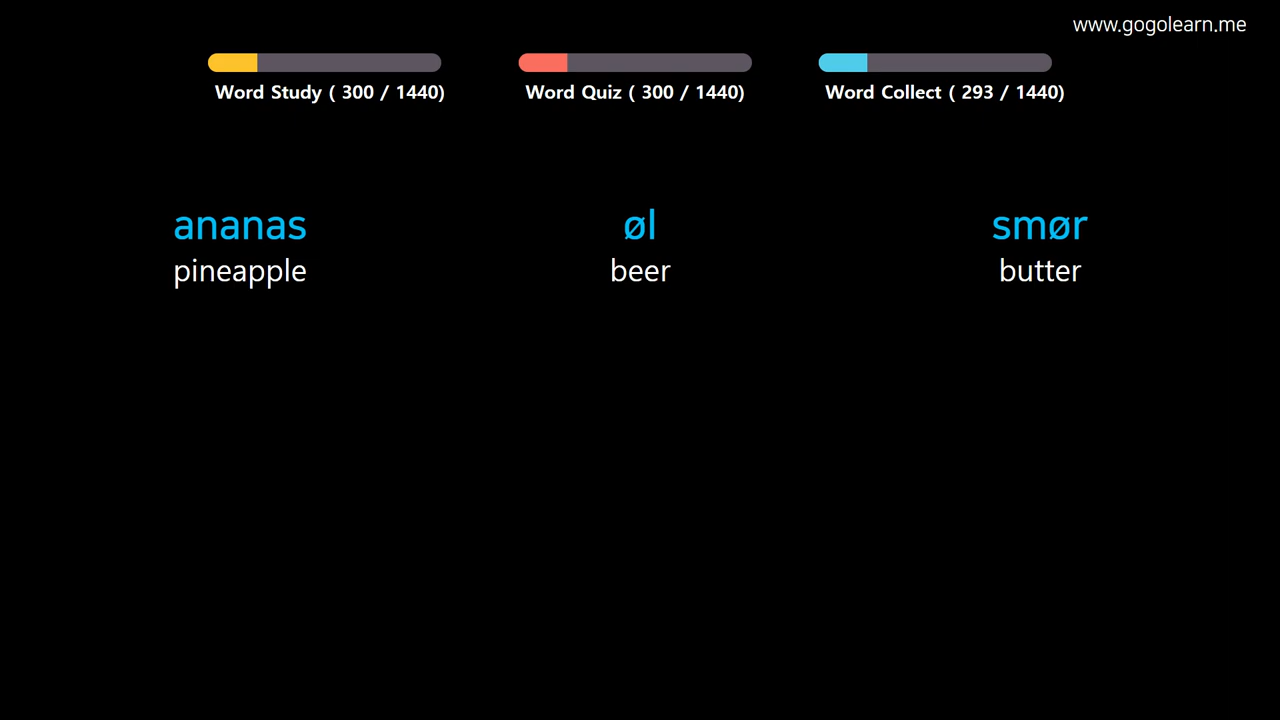 www.gogolearn.me
Word Study ( 300 / 1440)
Word Quiz ( 300 / 1440)
Word Collect ( 293 / 1440)
ananas
pineapple
øl
beer
smør
butter